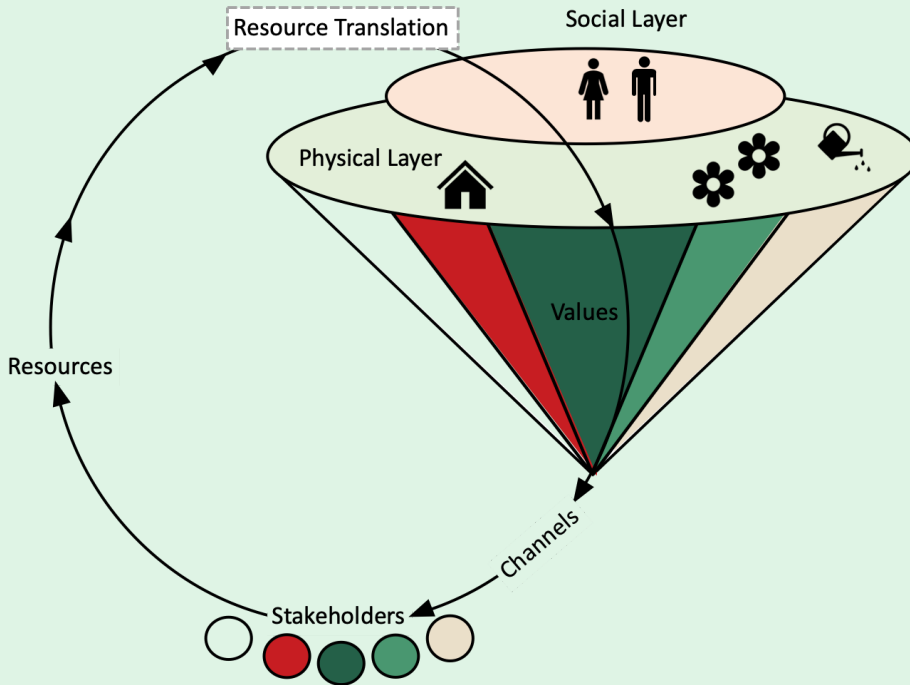 Social Layer
Resource Translation
Physical Layer
Values
Resources
Channels
Stakeholders